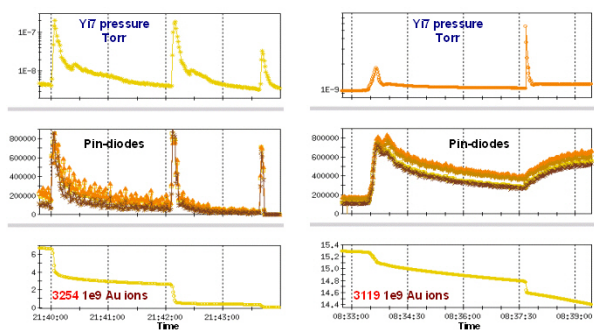 Yi7 pressure
Torr
1E-7
1E-8
Pin-diodes
800000
600000
400000
200000
0
6
4
2
0
3254 1e9 Au ions
21:40:00
21:41:00
21:42:00
21:43:00
Time
Yi7 pressure
Torr
1E-9
Pin-diodes
800000
600000
400000
200000
0
15,4
15,2
15.0
14.8
14.6
14.4
3119 1e9 Au ions
08:33:00
08:34:30
08:36:00
08:37:30
08:39:00
Time